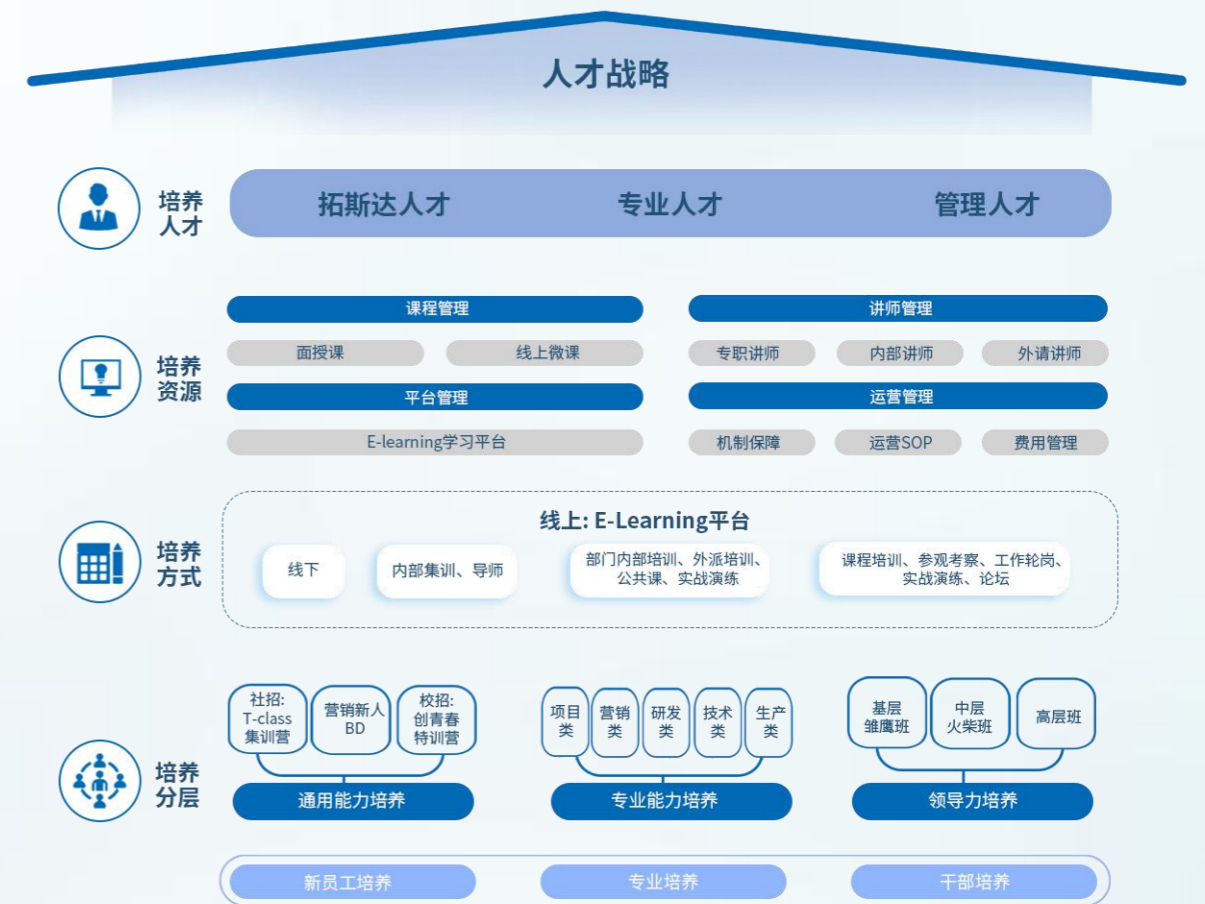 人才战略
培养
人才
拓斯达人才
专业人才
管理人才
培养
资源
课程管理
讲师管理
面授课
线上微课
专职讲师
内部讲师
外请讲师
平台管理
运营管理
E-learning学习平台
机制保障
运营SOP
费用管理
培养
方式
线上: E-Learning平台
线下
内部集训、导师
部门内部培训、外派培训、
公共课、实战演练
课程培训、参观考察、工作轮岗、
实战演练、论坛
培养
分层
社招:
T-class
集训营
营销新人
BD
校招:
创青春
特训营
项目
类
营销
类
研发
类
技术
类
生产
类
基层
雏鹰班
中层
火柴班
高层班
通用能力培养
专业能力培养
领导力培养
新员工培养
专业培养
干部培养